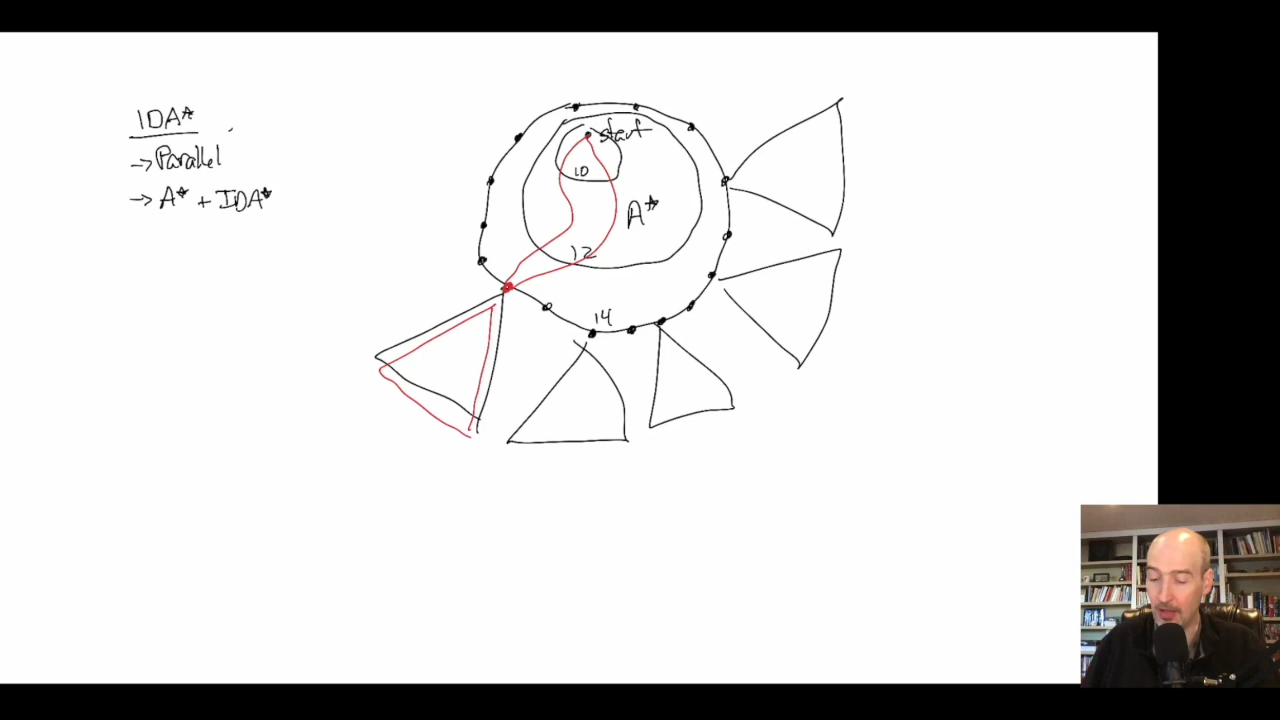 IDA*
→ Parallel
→ A* + IDA*
start
10
A*
12
14